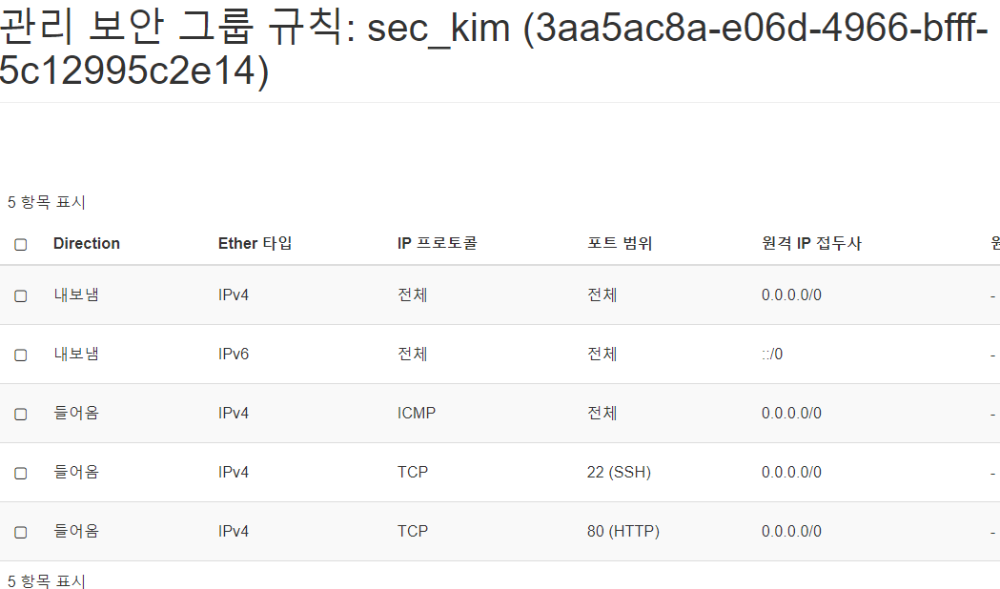 관리 보안 그룹 규칙: sec_kim (3aa5ac8a-e06d-4966-bfff-
5c12995c2e14)
5 항목 표시
Direction Ether 타입 IP 프로토콜 포트 범위 원격 IP 접두사
내보냄 IPv4 전체 전체 0.0.0.0/0 -
내보냄 IPv6 전체 전체 ::/0 -
들어옴 IPv4 ICMP 전체 0.0.0.0/0 -
들어옴 IPv4 TCP 22 (SSH) 0.0.0.0/0 -
들어옴 IPv4 TCP 80 (HTTP) 0.0.0.0/0 -
5 항목 표시